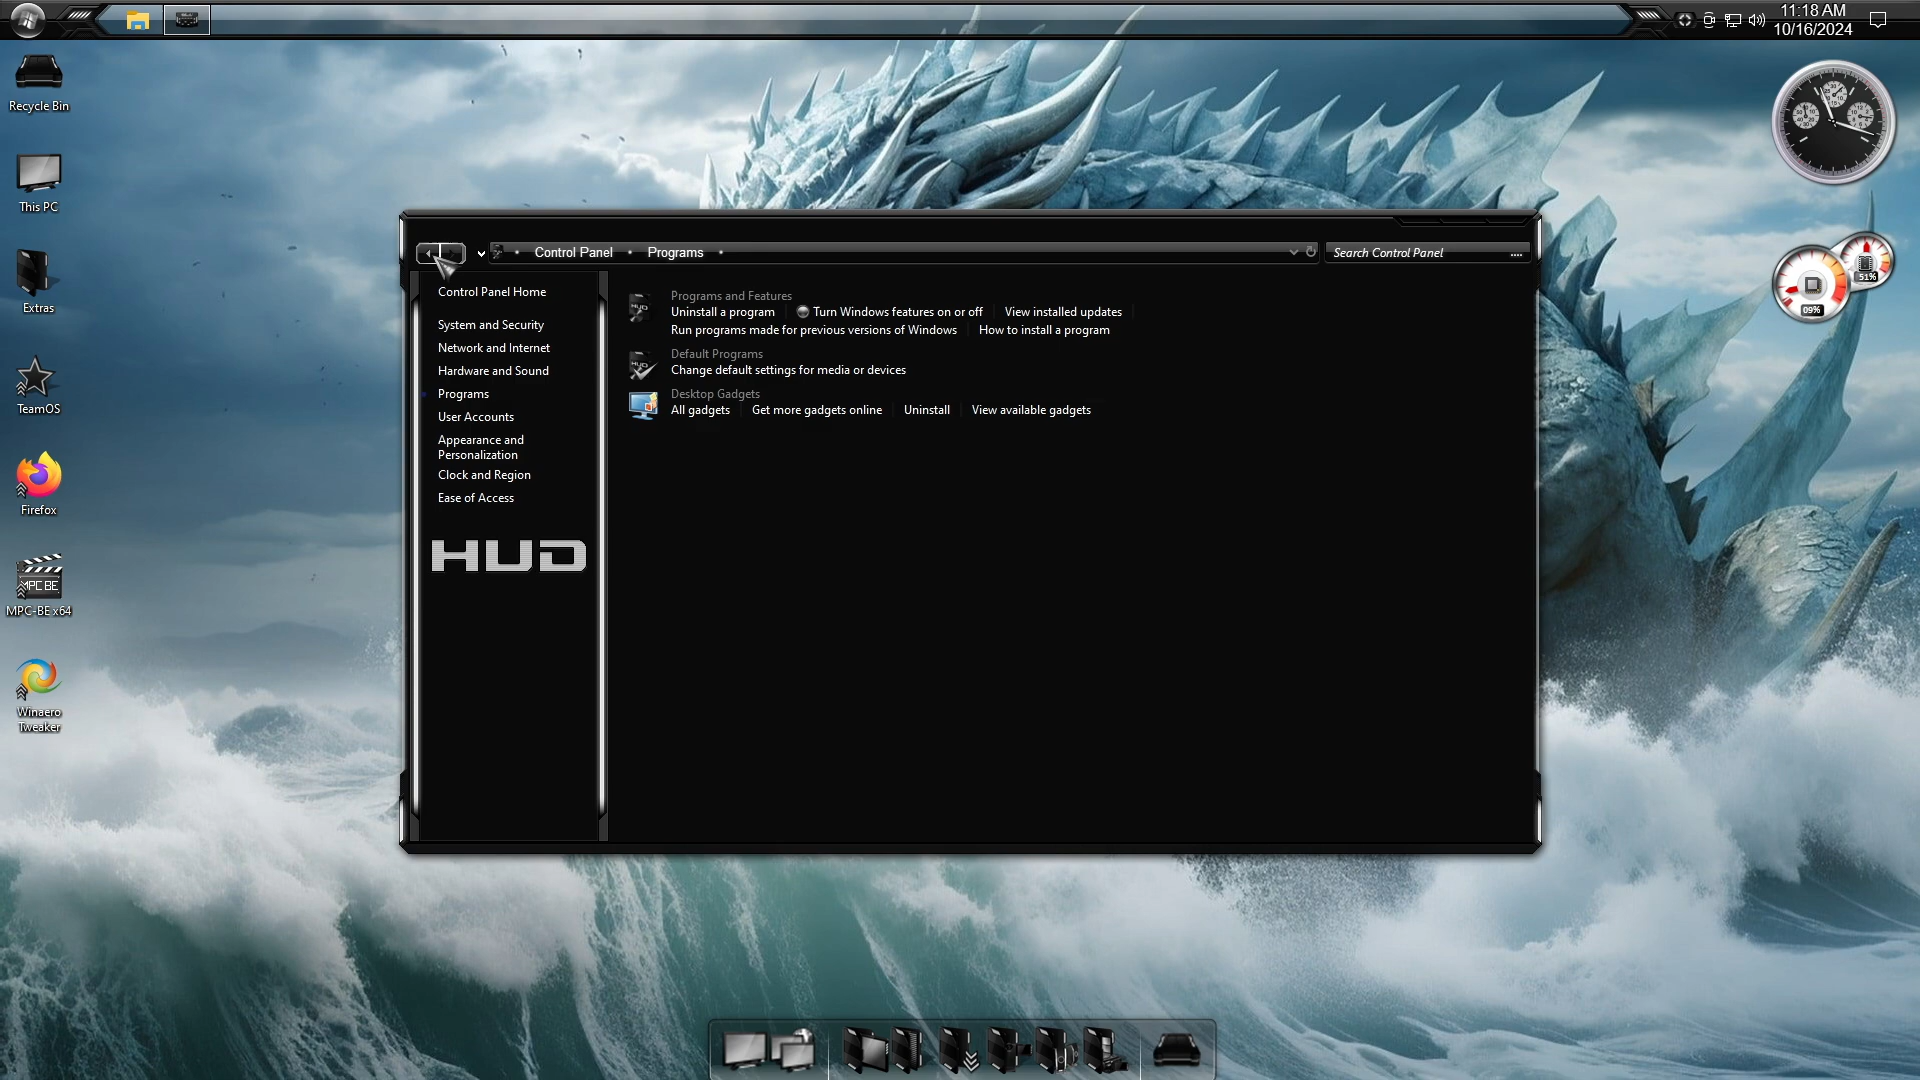 11:18 AM
10/16/2024
Recycle Bin
This PC
Extras
TeamOS
Firefox
MPC BE
MPC-BE x64
Winaero
Tweaker
Control Panel
Programs
Search Control Panel
Control Panel Home
System and Security
Network and Internet
Hardware and Sound
Programs
User Accounts
Appearance and
Personalization
Clock and Region
Ease of Access
HUD
Programs and Features
Uninstall a program
Turn Windows features on or off
View installed updates
Run programs made for previous versions of Windows
How to install a program
Default Programs
Change default settings for media or devices
Desktop Gadgets
All gadgets
Get more gadgets online
Uninstall
View available gadgets
51%
09%